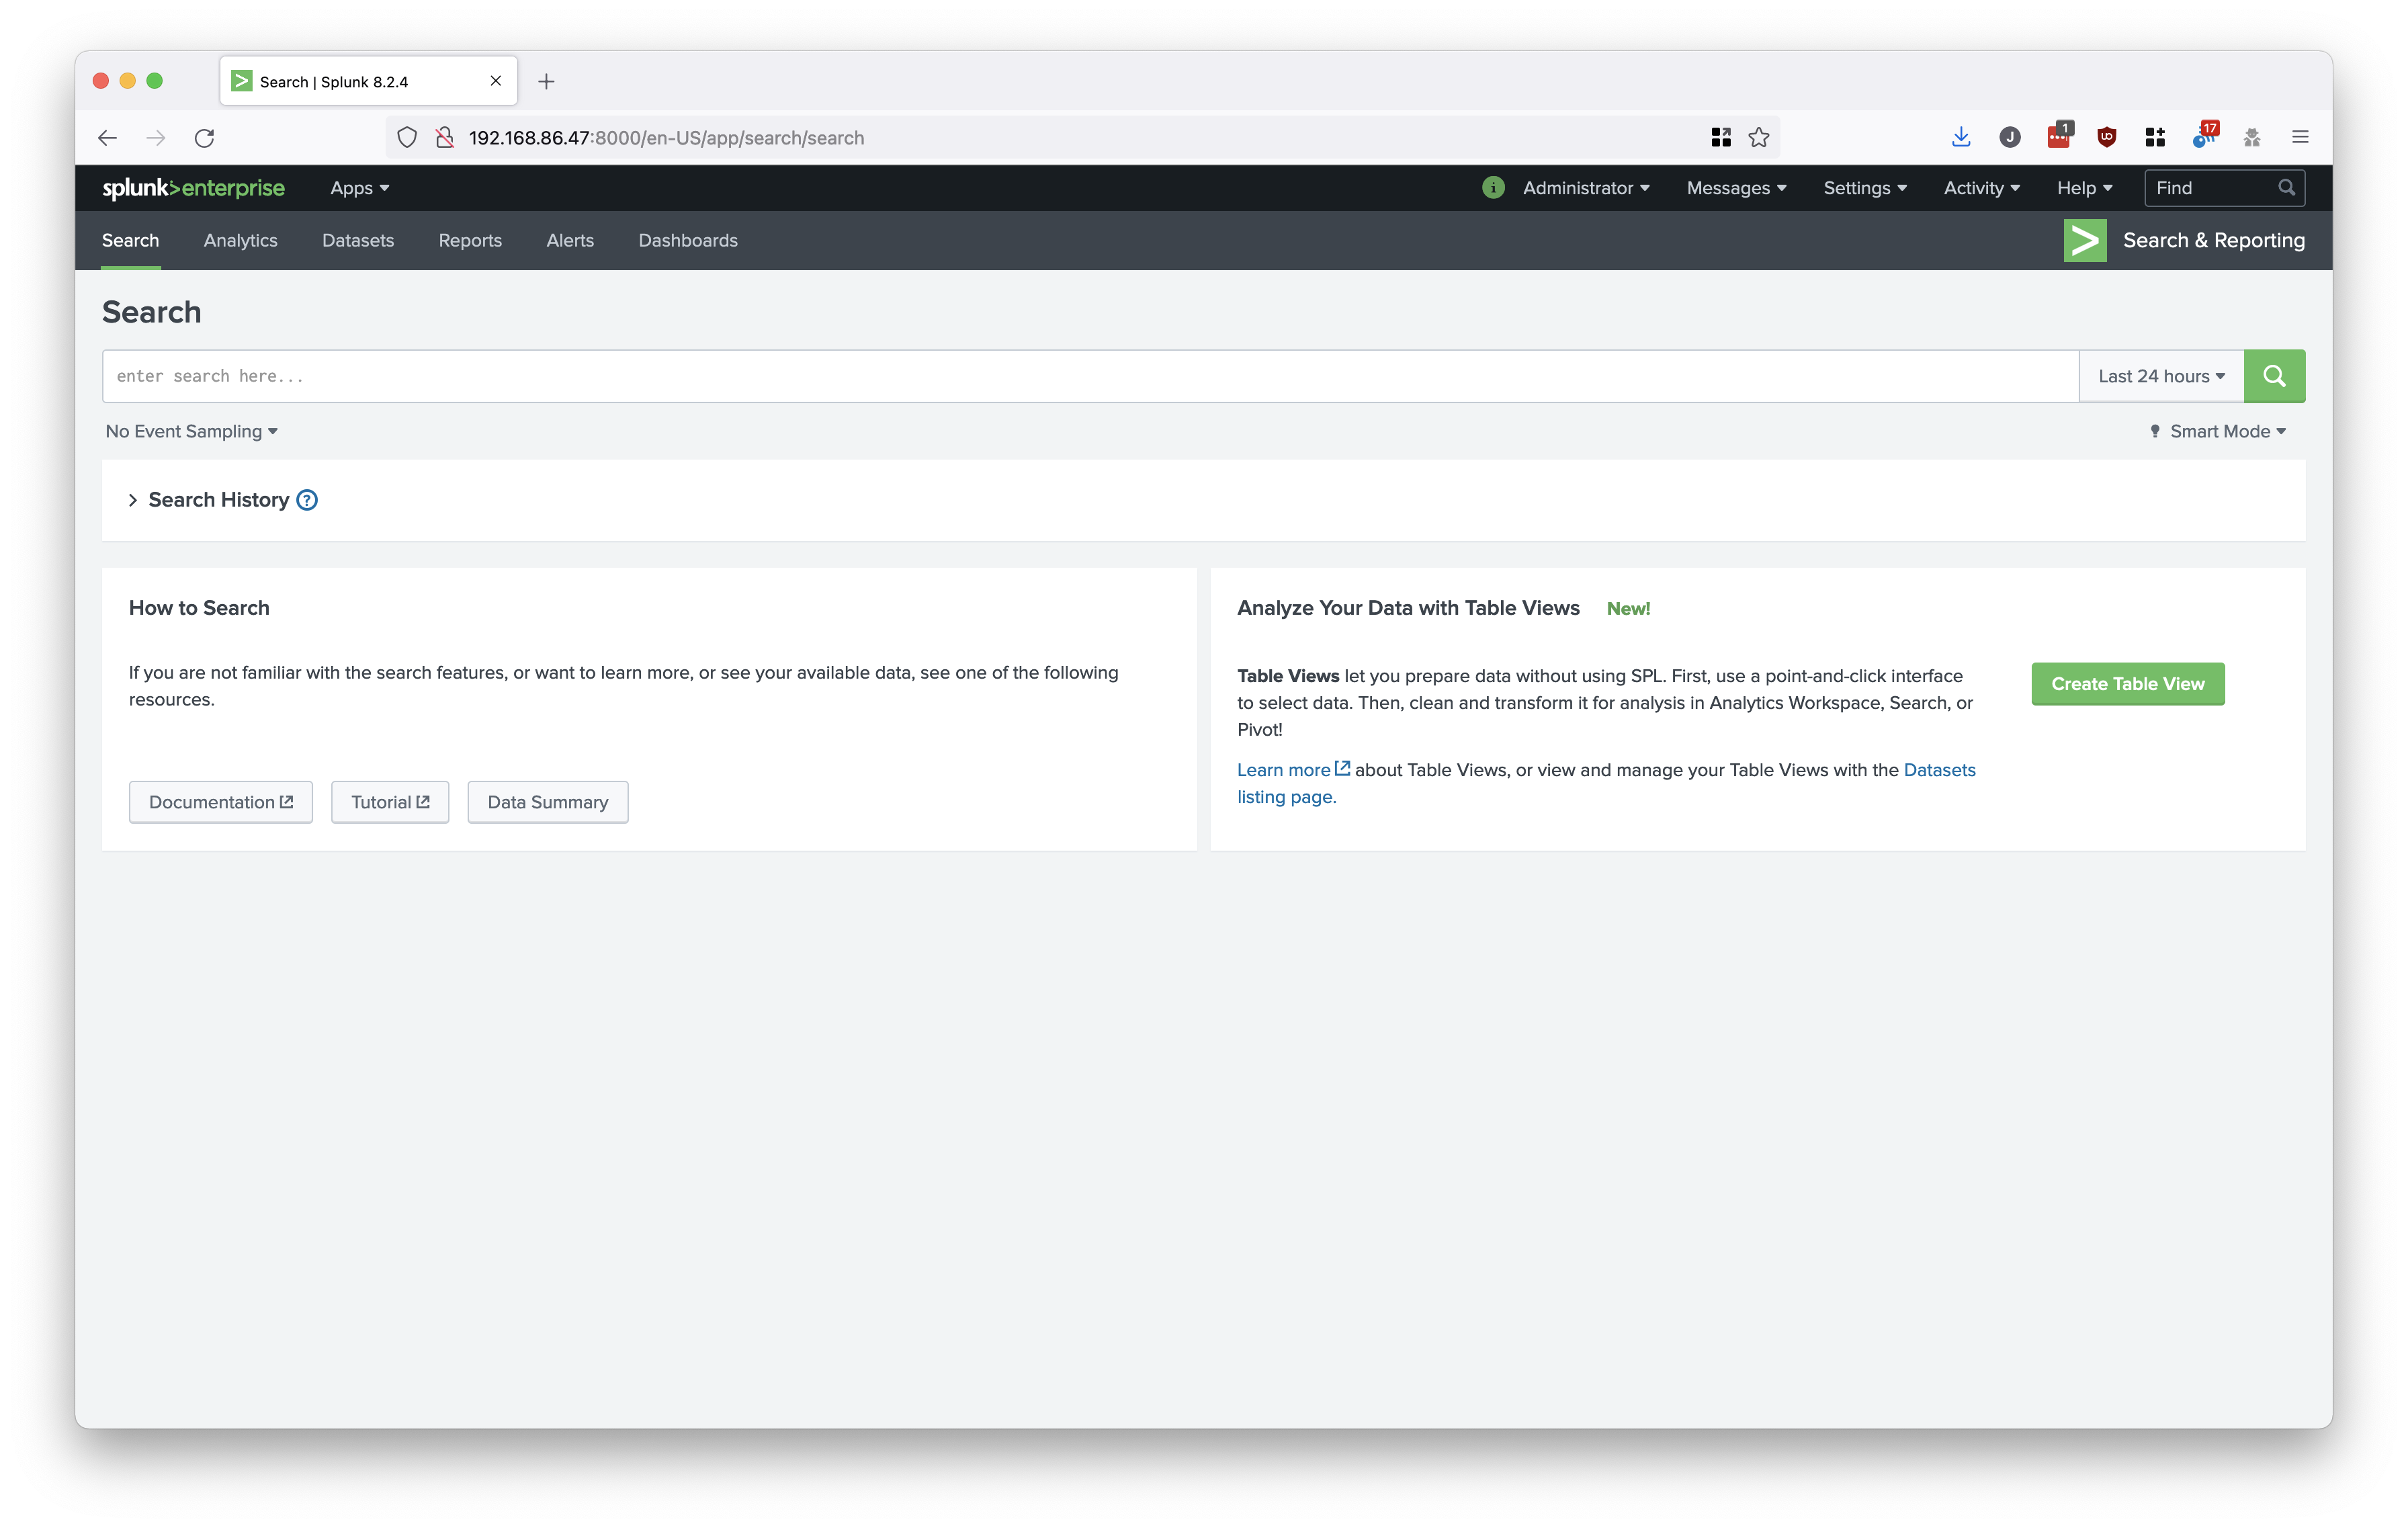 Search | Splunk 8.2.4
192.168.86.47:8000/en-US/app/search/search
J
1
17
splunk>enterprise
Apps
i
Administrator
Messages
Settings
Activity
Help
Find
Search
Analytics
Datasets
Reports
Alerts
Dashboards
Search & Reporting
Search
enter search here...
Last 24 hours
No Event Sampling
Smart Mode
Search History ?
How to Search
If you are not familiar with the search features, or want to learn more, or see your available data, see one of the following
resources.
Documentation
Tutorial
Data Summary
Analyze Your Data with Table Views New!
Table Views let you prepare data without using SPL. First, use a point-and-click interface
to select data. Then, clean and transform it for analysis in Analytics Workspace, Search, or
Pivot!
Create Table View
Learn more about Table Views, or view and manage your Table Views with the Datasets
listing page.